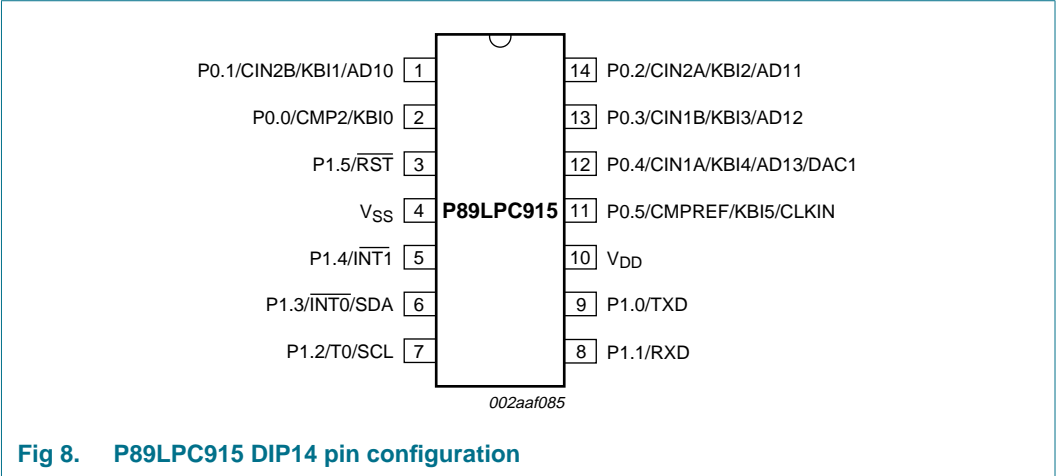 P0.1/CIN2B/KBI1/AD10 1 14 P0.2/CIN2A/KBI2/AD11
P0.0/CMP2/KBI0 2 13 P0.3/CIN1B/KBI3/AD12
P1.5/RST 3 12 P0.4/CIN1A/KBI4/AD13/DAC1
VSS 4 P89LPC915 11 P0.5/CMPREF/KBI5/CLKIN
P1.4/INT1 5 10 VDD
P1.3/INT0/SDA 6 9 P1.0/TXD
P1.2/T0/SCL 7 8 P1.1/RXD
002aaf085
Fig 8. P89LPC915 DIP14 pin configuration